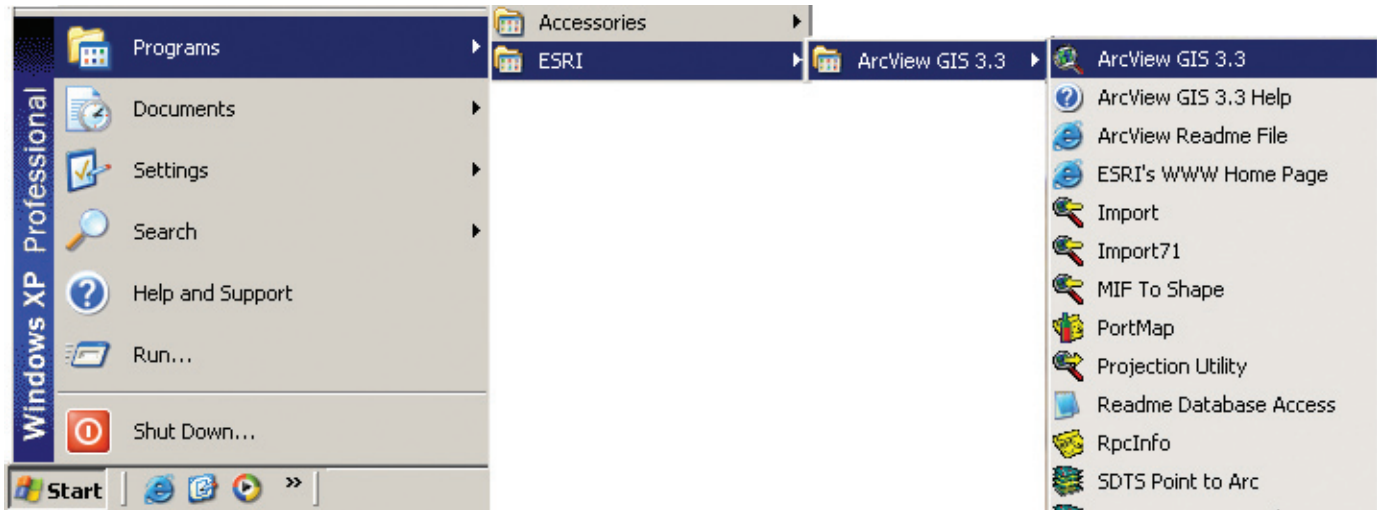 Windows XP Professional
Programs
Documents
Settings
Search
Help and Support
Run...
Shut Down...
Start
»
Accessories
ESRI
ArcView GIS 3.3
ArcView GIS 3.3
ArcView GIS 3.3 Help
ArcView Readme File
ESRI's WWW Home Page
Import
Import71
MIF To Shape
PortMap
Projection Utility
Readme Database Access
RpcInfo
SDTS Point to Arc